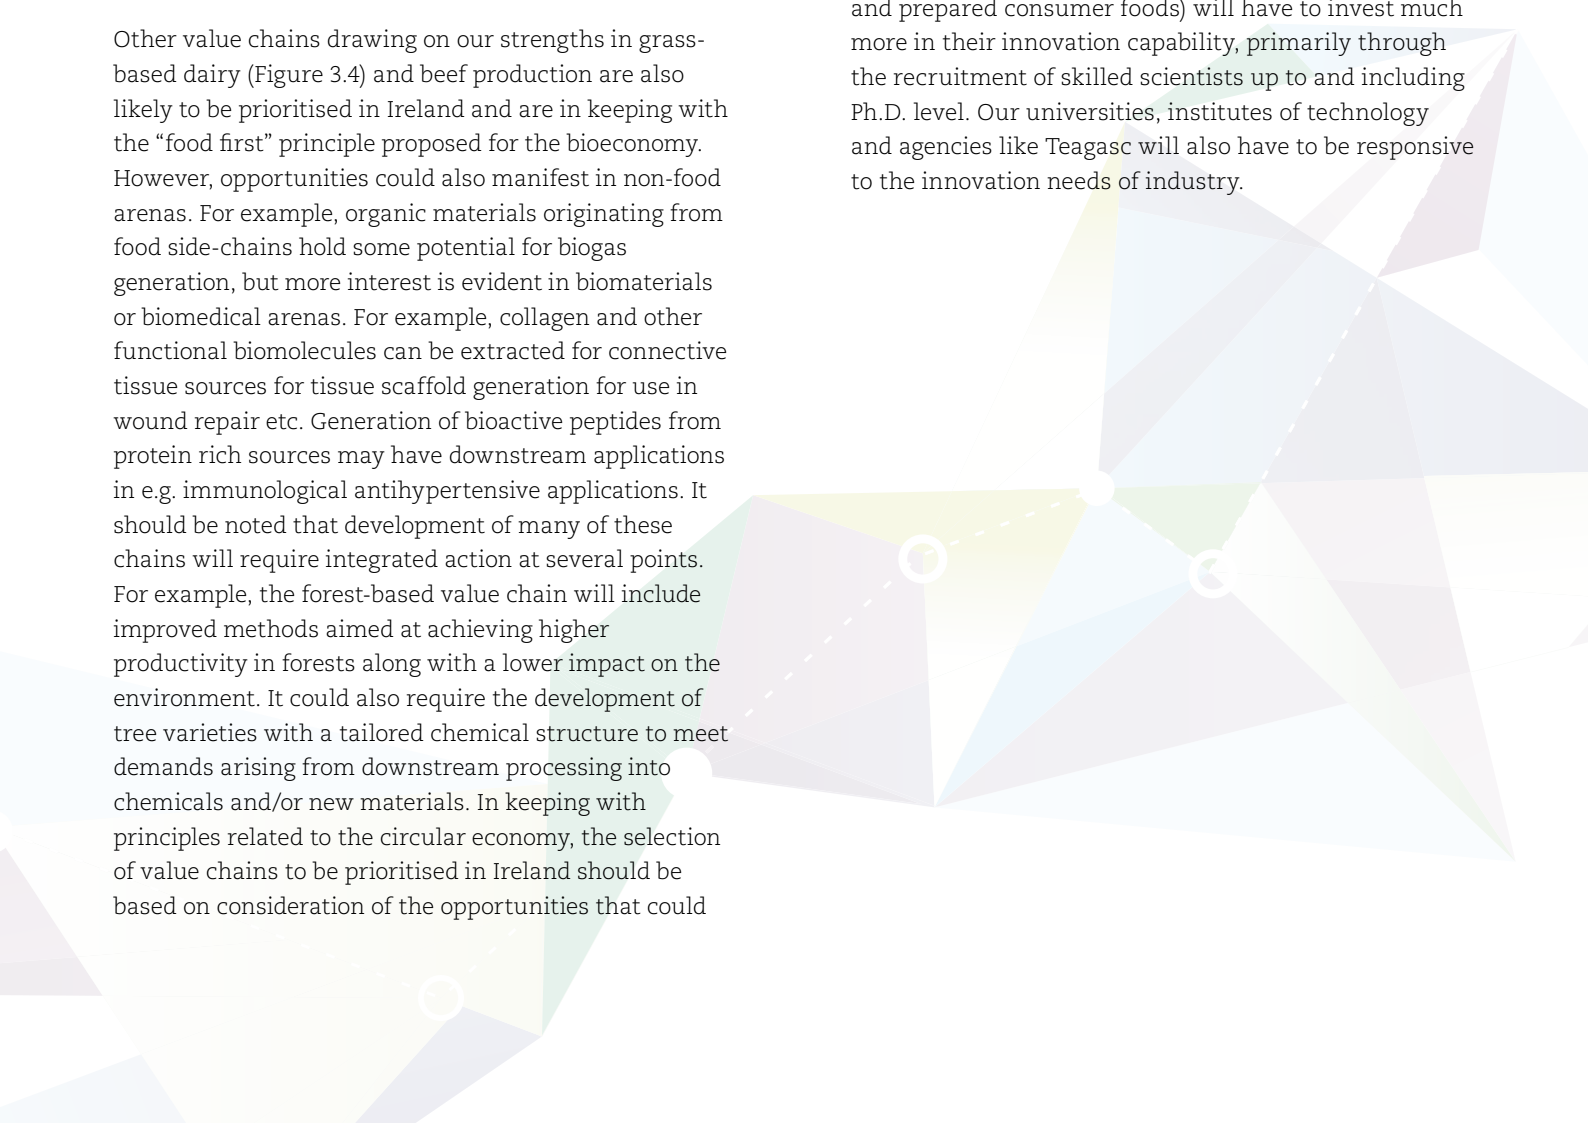 Other value chains drawing on our strengths in grass-
based dairy (Figure 3.4) and beef production are also
likely to be prioritised in Ireland and are in keeping with
the “food first” principle proposed for the bioeconomy.
However, opportunities could also manifest in non-food
arenas. For example, organic materials originating from
food side-chains hold some potential for biogas
generation, but more interest is evident in biomaterials
or biomedical arenas. For example, collagen and other
functional biomolecules can be extracted for connective
tissue sources for tissue scaffold generation for use in
wound repair etc. Generation of bioactive peptides from
protein rich sources may have downstream applications
in e.g. immunological antihypertensive applications. It
should be noted that development of many of these
chains will require integrated action at several points.
For example, the forest-based value chain will include
improved methods aimed at achieving higher
productivity in forests along with a lower impact on the
environment. It could also require the development of
tree varieties with a tailored chemical structure to meet
demands arising from downstream processing into
chemicals and/or new materials. In keeping with
principles related to the circular economy, the selection
of value chains to be prioritised in Ireland should be
based on consideration of the opportunities that could
and prepared consumer foods) will have to invest much
more in their innovation capability, primarily through
the recruitment of skilled scientists up to and including
Ph.D. level. Our universities, institutes of technology
and agencies like Teagasc will also have to be responsive
to the innovation needs of industry.